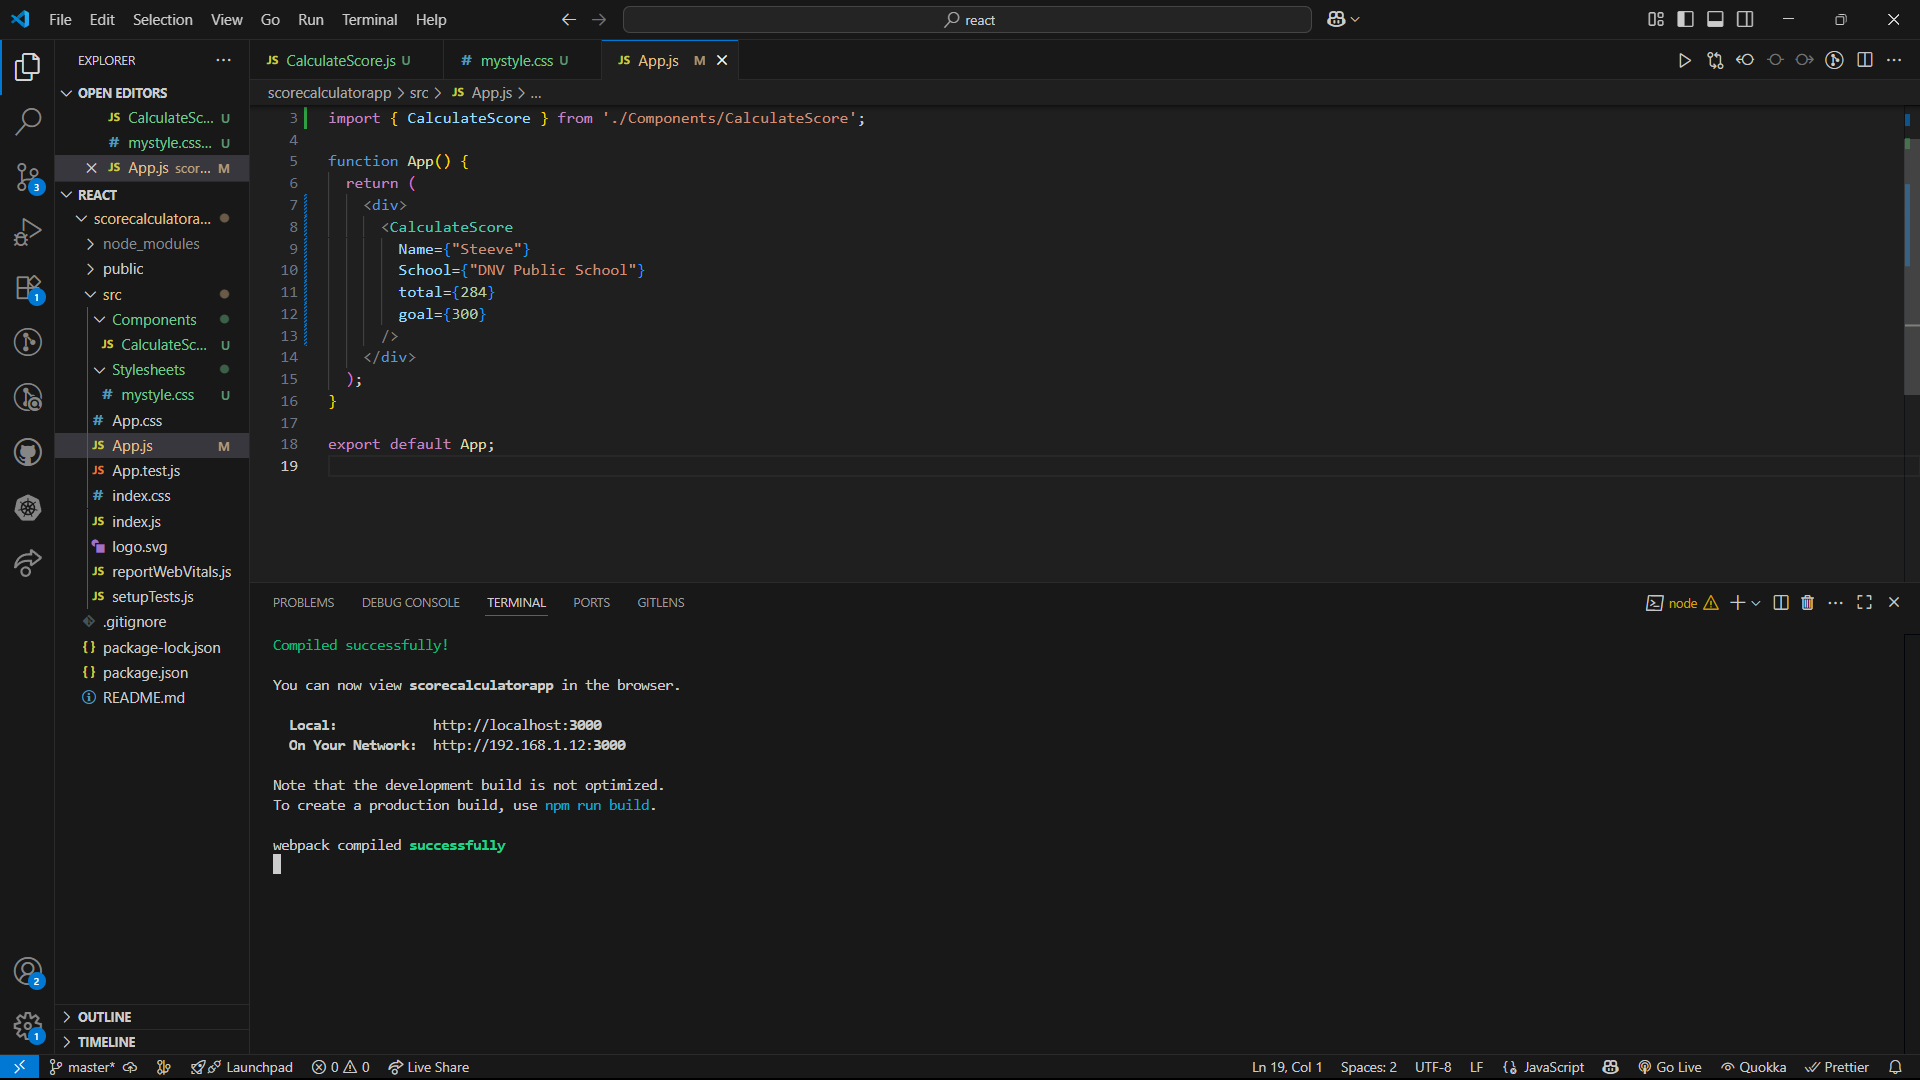 File Edit Selection View Go Run Terminal Help
react
EXPLORER
OPEN EDITORS
JS CalculateSc... U
# mystyle.css... U
JS App.js scor... M
REACT
scorecalculatora...
node_modules
public
src
Components
JS CalculateSc... U
Stylesheets
# mystyle.css U
# App.css
JS App.js M
JS App.test.js
# index.css
JS index.js
logo.svg
JS reportWebVitals.js
JS setupTests.js
.gitignore
{} package-lock.json
{} package.json
README.md
OUTLINE
TIMELINE
3
1
2
1
JS CalculateScore.js U
# mystyle.css U
JS App.js M
scorecalculatorapp > src > JS App.js > ...
3 import { CalculateScore } from './Components/CalculateScore';
4
5 function App() {
6 return (
7 <div>
8 <CalculateScore
9 Name={"Steeve"}
10 School={"DNV Public School"}
11 total={284}
12 goal={300}
13 />
14 </div>
15 );
16 }
17
18 export default App;
19
PROBLEMS DEBUG CONSOLE TERMINAL PORTS GITLENS
node
Compiled successfully!
You can now view scorecalculatorapp in the browser.
Local: http://localhost:3000
On Your Network: http://192.168.1.12:3000
Note that the development build is not optimized.
To create a production build, use npm run build.
webpack compiled successfully
master* Launchpad 0 0 Live Share
Ln 19, Col 1 Spaces: 2 UTF-8 LF JavaScript Go Live Quokka Prettier